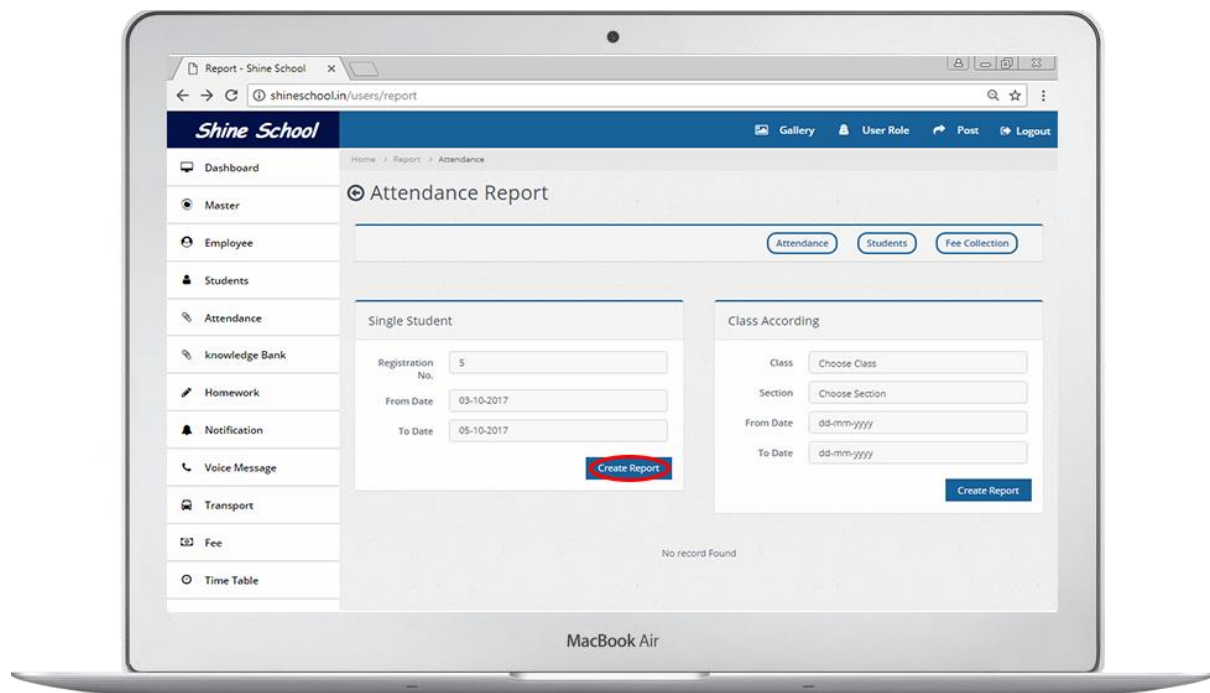 Report - Shine School
shineschool.in/users/report
Shine School
Gallery User Role Post Logout
Dashboard
Master
Employee
Students
Attendance
knowledge Bank
Homework
Notification
Voice Message
Transport
Fee
Time Table
Home > Report > Attendance
Attendance Report
Attendance Students Fee Collection
Single Student
Registration No. 5
From Date 03-10-2017
To Date 05-10-2017
Create Report
Class According
Class Choose Class
Section Choose Section
From Date dd-mm-yyyy
To Date dd-mm-yyyy
Create Report
No record Found
MacBook Air